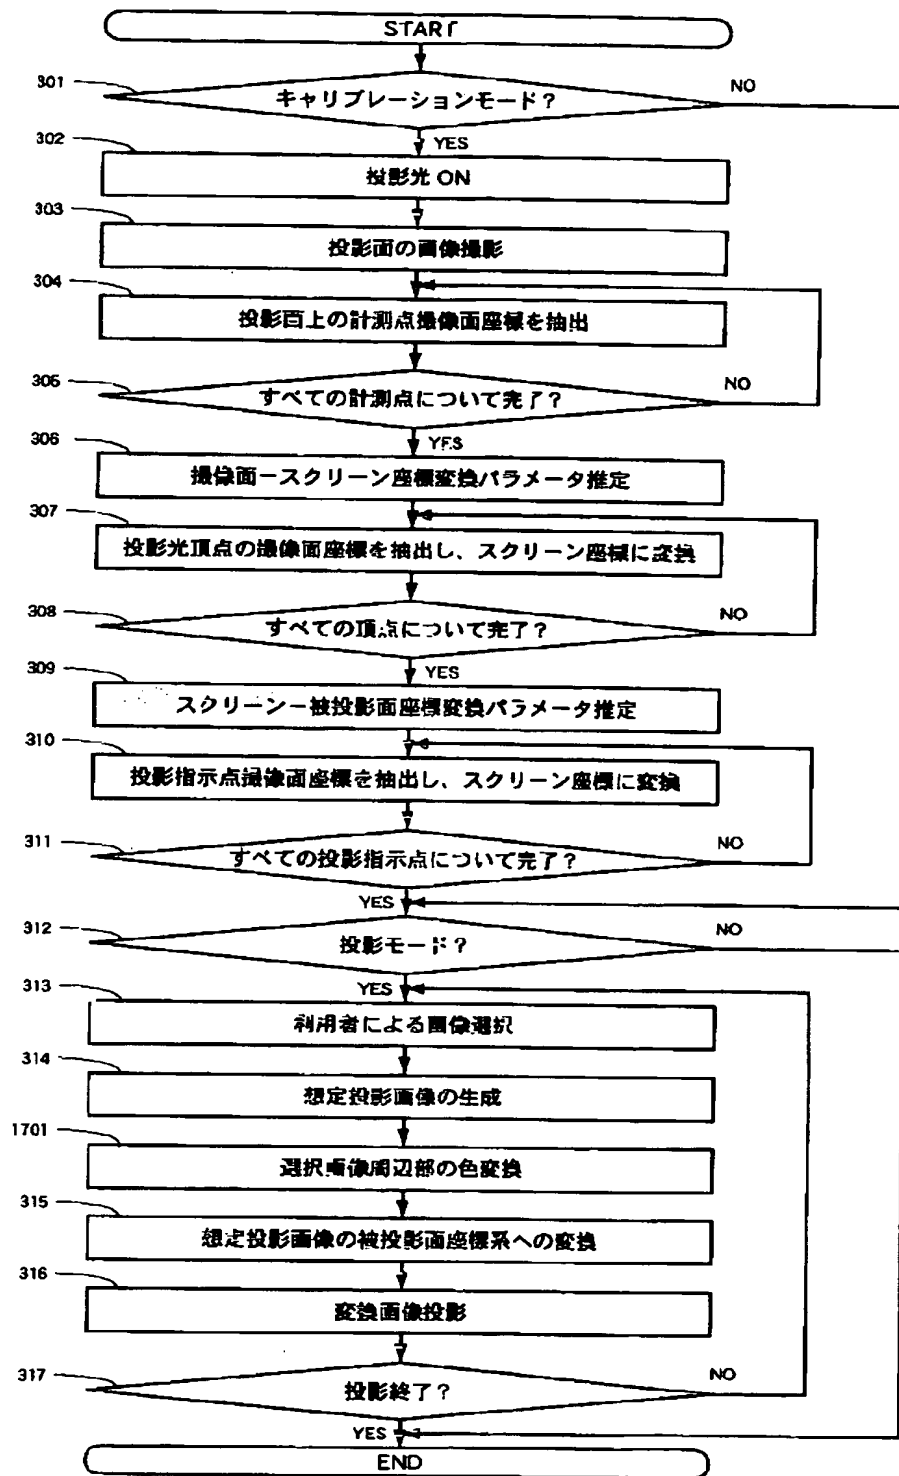 START
301
キャリブレーションモード?
NO
YES
302
投影光 ON
303
投影面の画像撮影
304
投影面上の計測点撮像面座標を抽出
305
すべての計測点について完了?
NO
YES
306
撮像面ースクリーン座標変換パラメータ推定
307
投影光頂点の撮像面座標を抽出し、スクリーン座標に変換
308
すべての頂点について完了?
NO
YES
309
スクリーンー被投影面座標変換パラメータ推定
310
投影指示点撮像面座標を抽出し、スクリーン座標に変換
311
すべての投影指示点について完了?
NO
YES
312
投影モード?
NO
YES
313
利用者による画像選択
314
想定投影画像の生成
1701
選択画像周辺部の色変換
315
想定投影画像の被投影面座標系への変換
316
変換画像投影
317
投影終了?
NO
YES
END